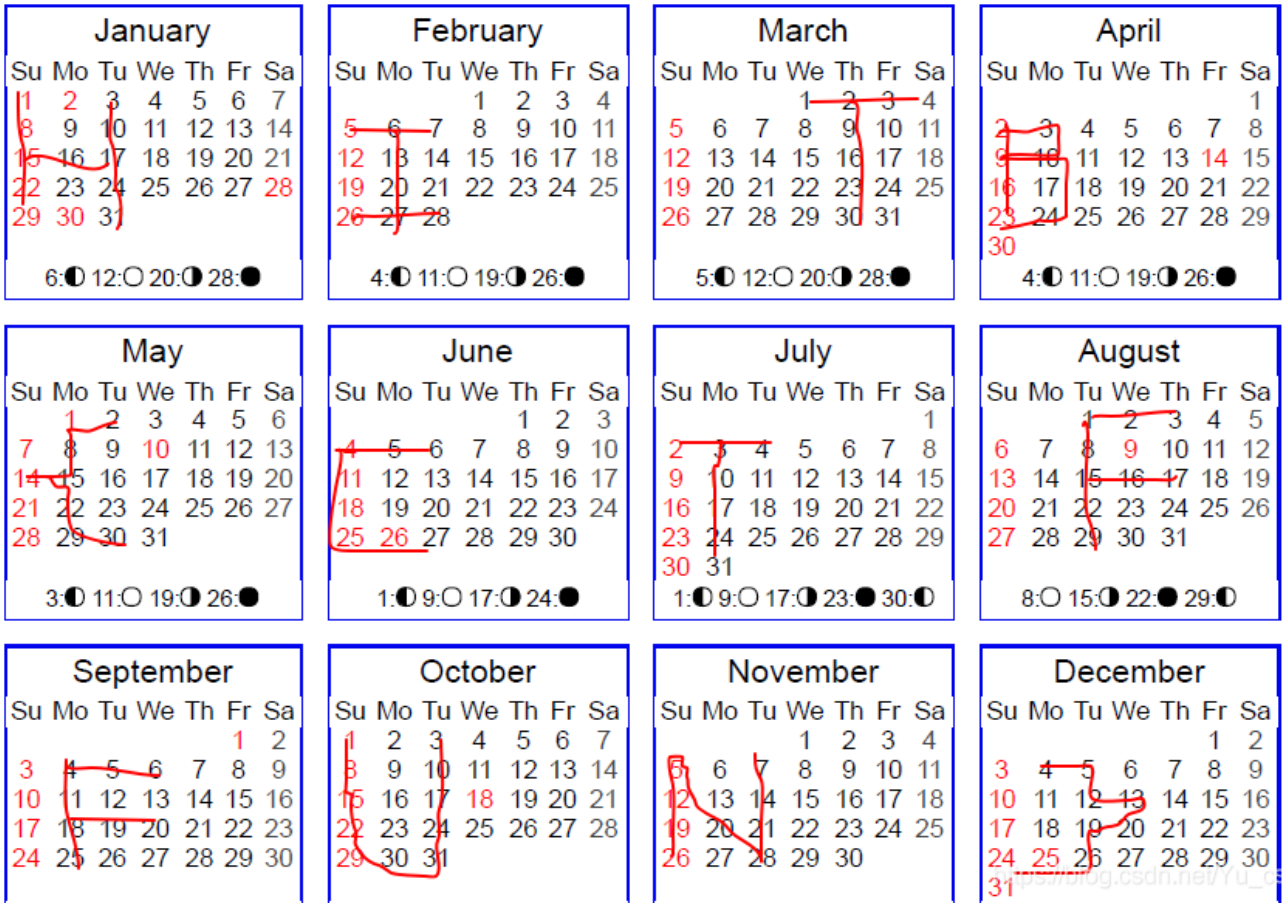 January
Su Mo Tu We Th Fr Sa
1 2 3 4 5 6 7
8 9 10 11 12 13 14
15 16 17 18 19 20 21
22 23 24 25 26 27 28
29 30 31
6:◐ 12:○ 20:◑ 28:●
February
Su Mo Tu We Th Fr Sa
1 2 3 4
5 6 7 8 9 10 11
12 13 14 15 16 17 18
19 20 21 22 23 24 25
26 27 28
4:◐ 11:○ 19:◑ 26:●
March
Su Mo Tu We Th Fr Sa
1 2 3 4
5 6 7 8 9 10 11
12 13 14 15 16 17 18
19 20 21 22 23 24 25
26 27 28 29 30 31
5:◐ 12:○ 20:◑ 28:●
April
Su Mo Tu We Th Fr Sa
1
2 3 4 5 6 7 8
9 10 11 12 13 14 15
16 17 18 19 20 21 22
23 24 25 26 27 28 29
30
4:◐ 11:○ 19:◑ 26:●
May
Su Mo Tu We Th Fr Sa
1 2 3 4 5 6
7 8 9 10 11 12 13
14 15 16 17 18 19 20
21 22 23 24 25 26 27
28 29 30 31
3:◐ 11:○ 19:◑ 26:●
June
Su Mo Tu We Th Fr Sa
1 2 3
4 5 6 7 8 9 10
11 12 13 14 15 16 17
18 19 20 21 22 23 24
25 26 27 28 29 30
1:◐ 9:○ 17:◑ 24:●
July
Su Mo Tu We Th Fr Sa
1
2 3 4 5 6 7 8
9 10 11 12 13 14 15
16 17 18 19 20 21 22
23 24 25 26 27 28 29
30 31
1:◐ 9:○ 17:◑ 23:● 30:◐
August
Su Mo Tu We Th Fr Sa
1 2 3 4 5
6 7 8 9 10 11 12
13 14 15 16 17 18 19
20 21 22 23 24 25 26
27 28 29 30 31
8:○ 15:◑ 22:● 29:◐
September
Su Mo Tu We Th Fr Sa
1 2
3 4 5 6 7 8 9
10 11 12 13 14 15 16
17 18 19 20 21 22 23
24 25 26 27 28 29 30
October
Su Mo Tu We Th Fr Sa
1 2 3 4 5 6 7
8 9 10 11 12 13 14
15 16 17 18 19 20 21
22 23 24 25 26 27 28
29 30 31
November
Su Mo Tu We Th Fr Sa
1 2 3 4
5 6 7 8 9 10 11
12 13 14 15 16 17 18
19 20 21 22 23 24 25
26 27 28 29 30
December
Su Mo Tu We Th Fr Sa
1 2
3 4 5 6 7 8 9
10 11 12 13 14 15 16
17 18 19 20 21 22 23
24 25 26 27 28 29 30
31
https://blog.csdn.net/Yu_cs